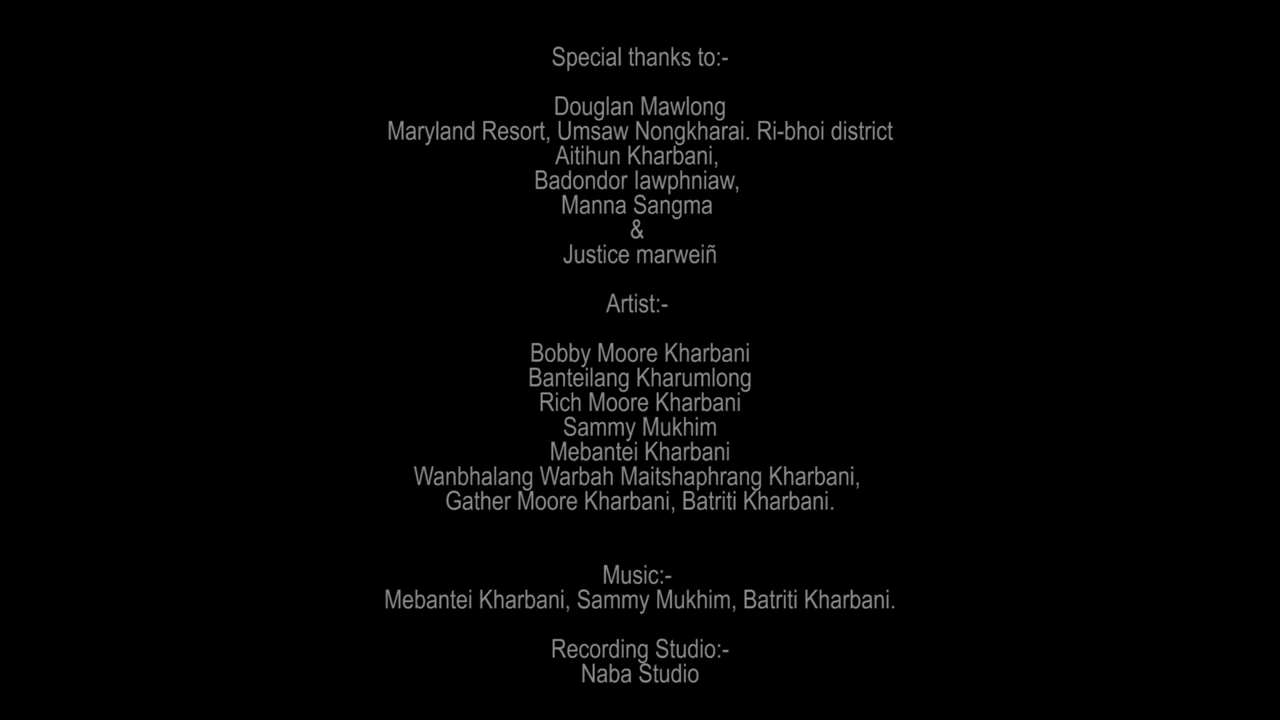 Special thanks to:-
Douglan Mawlong
Maryland Resort, Umsaw Nongkharai. Ri-bhoi district
Aitihun Kharbani,
Badondor Iawphniaw,
Manna Sangma
&
Justice marweiñ
Artist:-
Bobby Moore Kharbani
Banteilang Kharumlong
Rich Moore Kharbani
Sammy Mukhim
Mebantei Kharbani
Wanbhalang Warbah Maitshaphrang Kharbani,
Gather Moore Kharbani, Batriti Kharbani.
Music:-
Mebantei Kharbani, Sammy Mukhim, Batriti Kharbani.
Recording Studio:-
Naba Studio